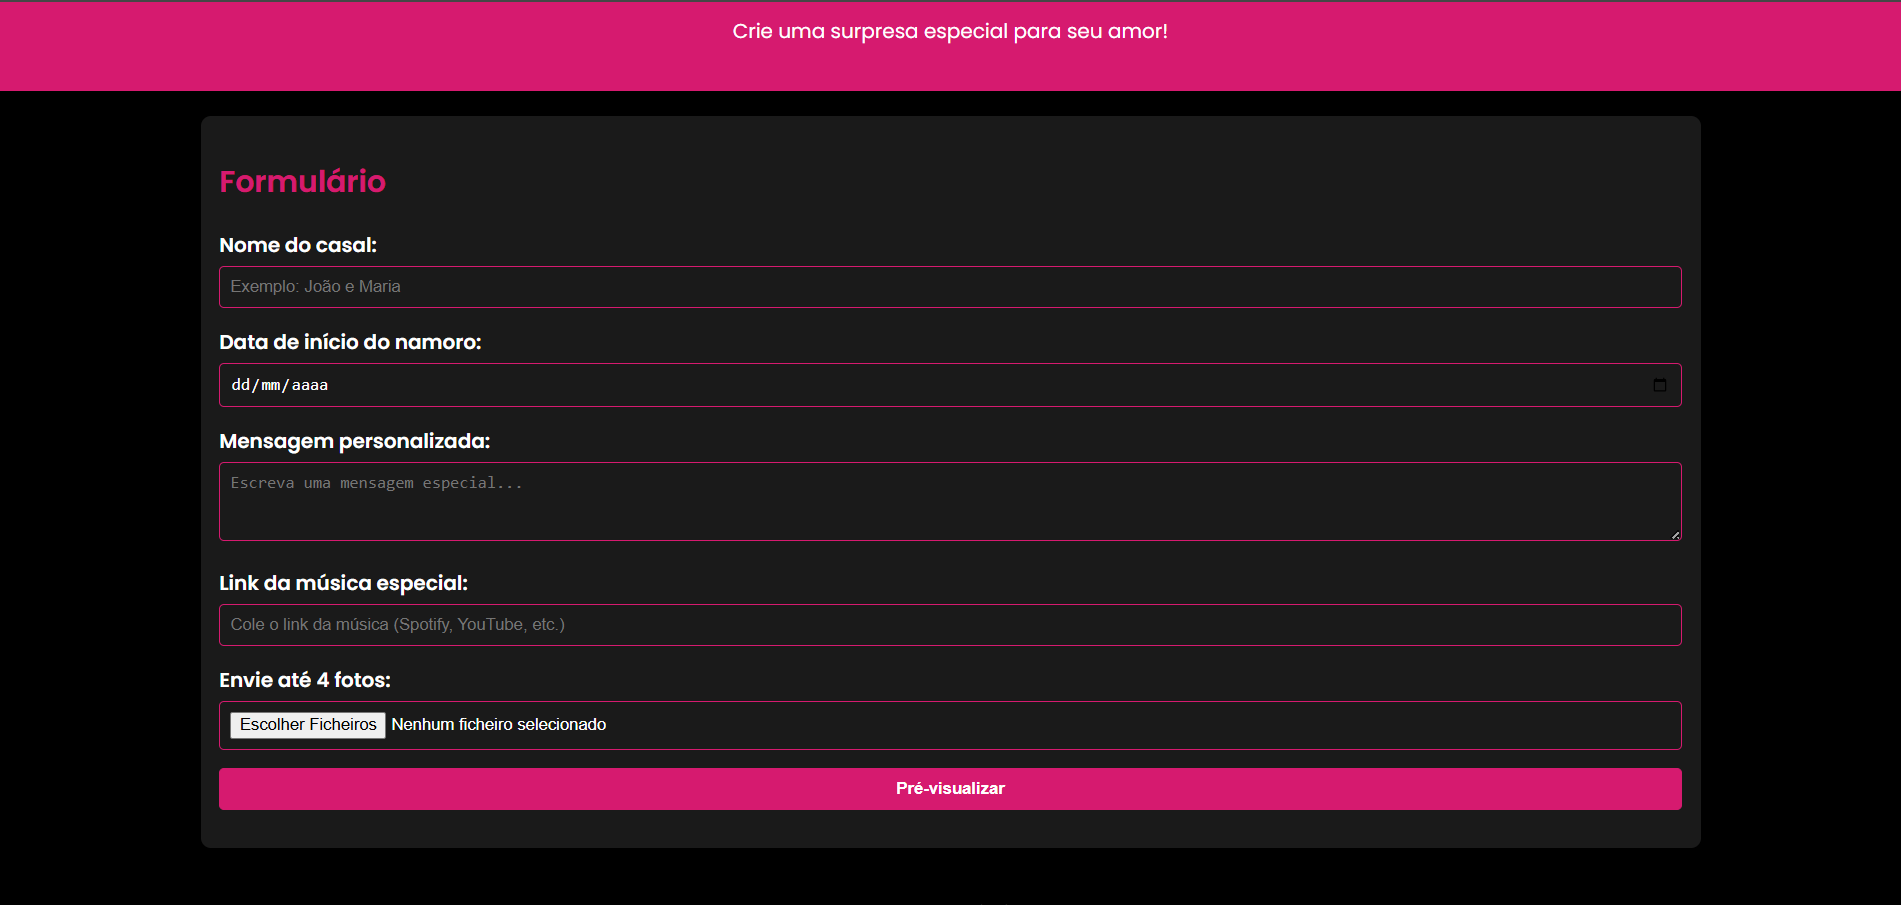 Crie uma surpresa especial para seu amor!
Formulário
Nome do casal:
Exemplo: João e Maria
Data de início do namoro:
dd/mm/aaaa
Mensagem personalizada:
Escreva uma mensagem especial...
Link da música especial:
Cole o link da música (Spotify, YouTube, etc.)
Envie até 4 fotos:
Escolher Ficheiros Nenhum ficheiro selecionado
Pré-visualizar